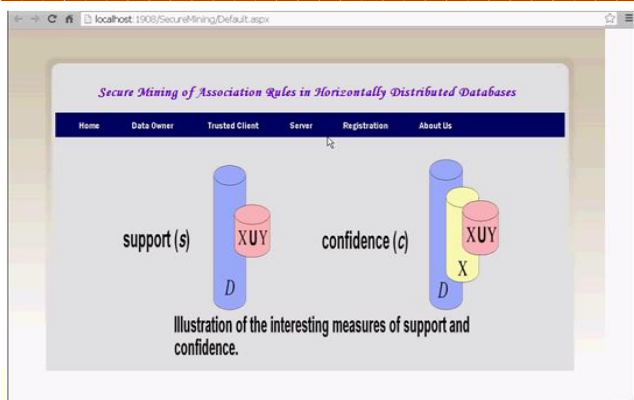 localhost:1908/SecureMining/Default.aspx
Secure Mining of Association Rules in Horizontally Distributed Databases
Home Data Owner Trusted Client Server Registration About Us
support (s) XUY D
confidence (c) XUY X D
Illustration of the interesting measures of support and
confidence.